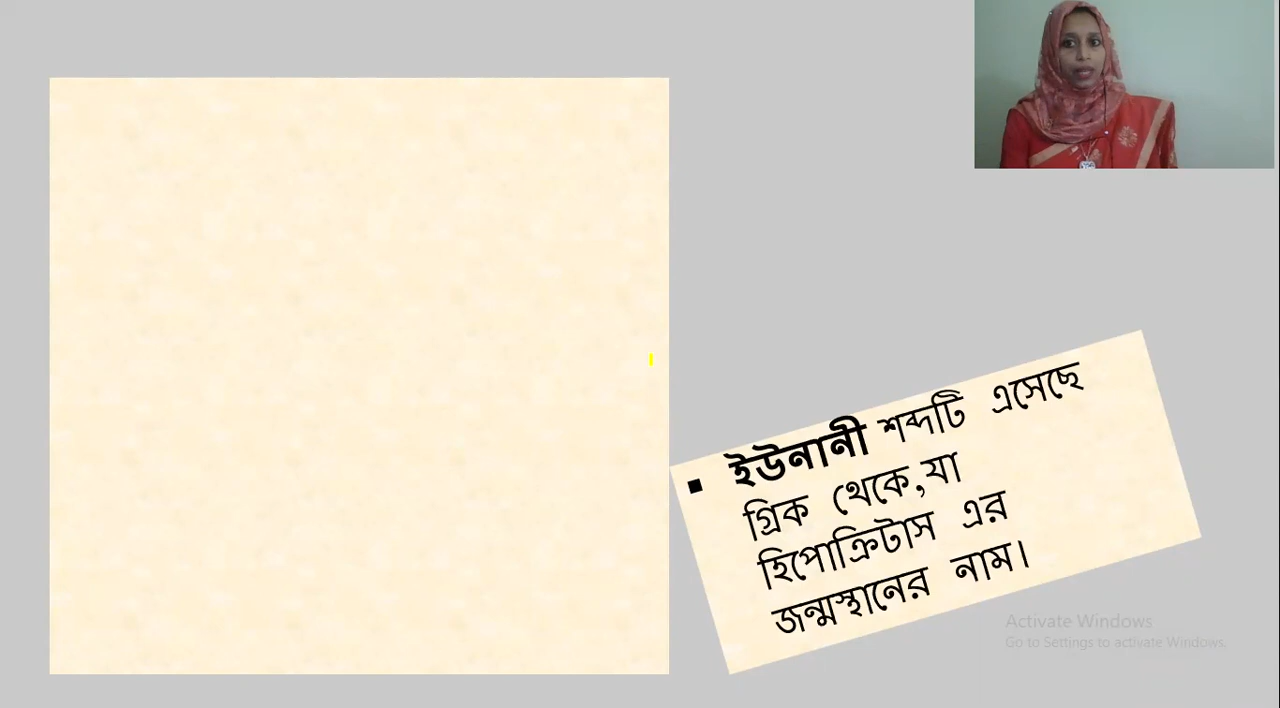 ▪ ইউনানী শব্দটি এসেছে
গ্রিক থেকে,যা
হিপোক্রিটাস এর
জন্মস্থানের নাম।
Activate Windows
Go to Settings to activate Windows.